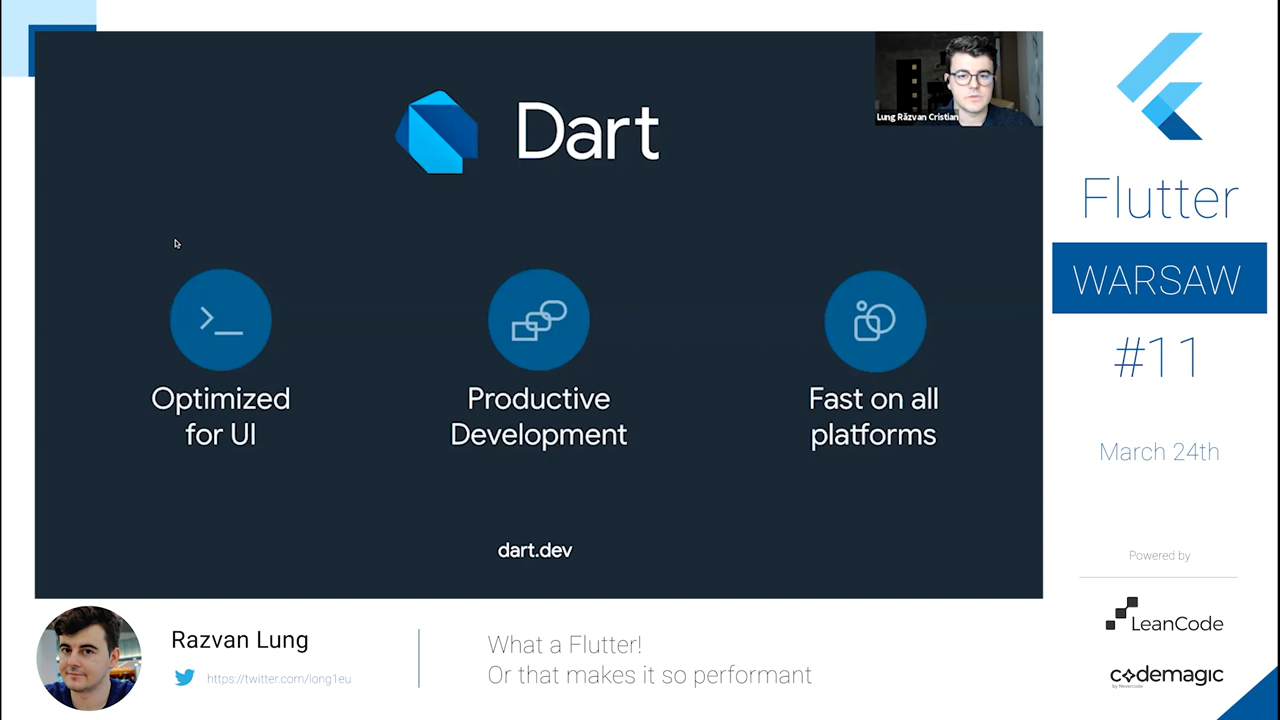 Dart
Lung Răzvan Cristian
Optimized
for UI
Productive
Development
Fast on all
platforms
dart.dev
Flutter
WARSAW
#11
March 24th
Powered by
LeanCode
codemagic
by Nevercode
Razvan Lung
https://twitter.com/long1eu
What a Flutter!
Or that makes it so performant